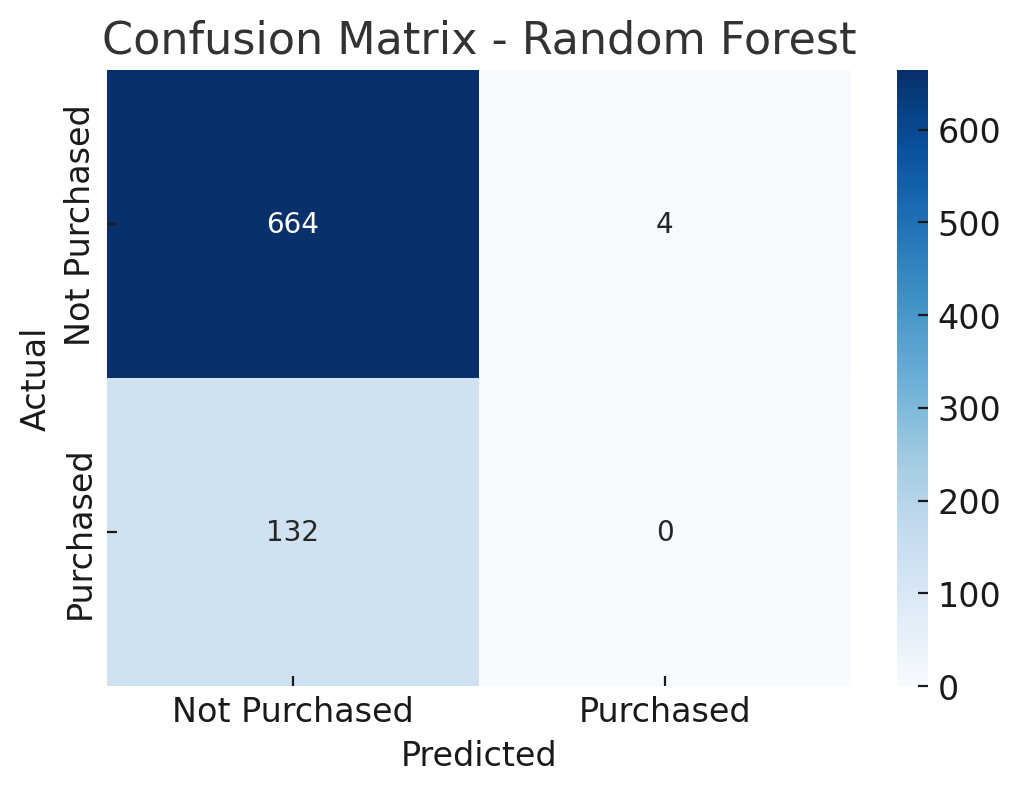 Confusion Matrix - Random Forest
Actual
Not Purchased
Purchased
664
4
132
0
Not Purchased
Purchased
Predicted
600
500
400
300
200
100
0